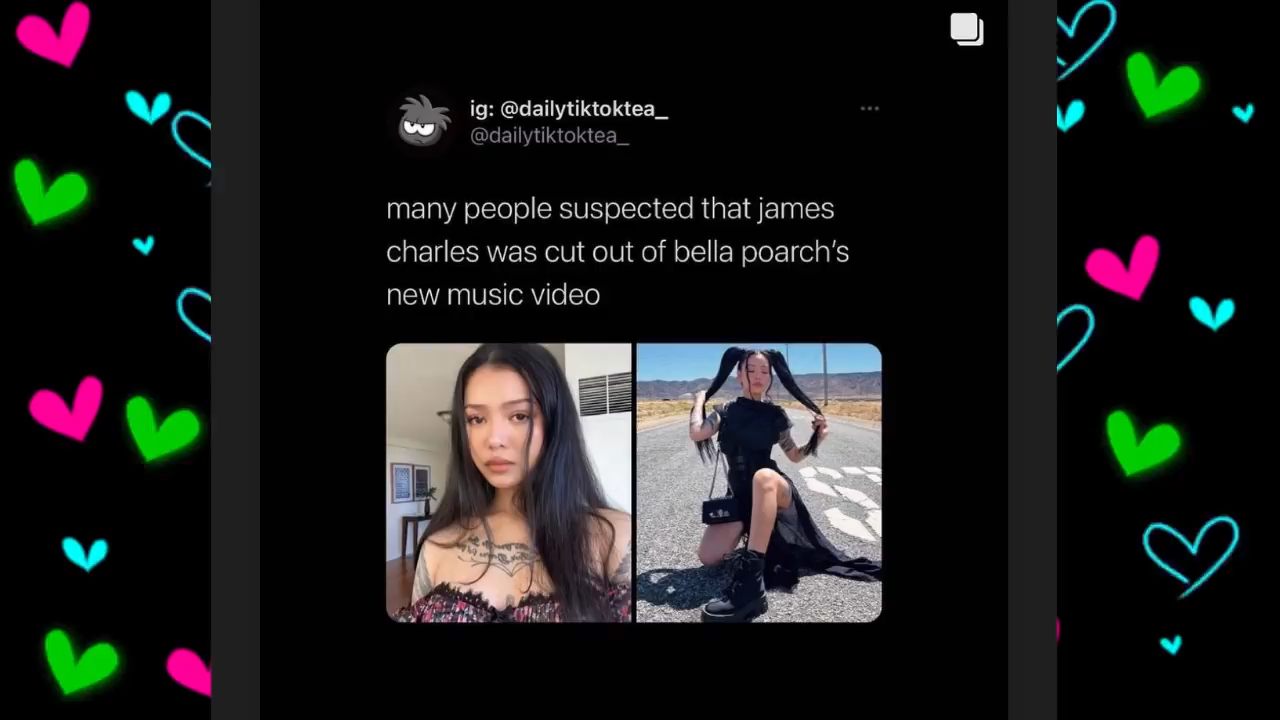 ig: @dailytiktoktea_
@dailytiktoktea_
many people suspected that james
charles was cut out of bella poarch’s
new music video